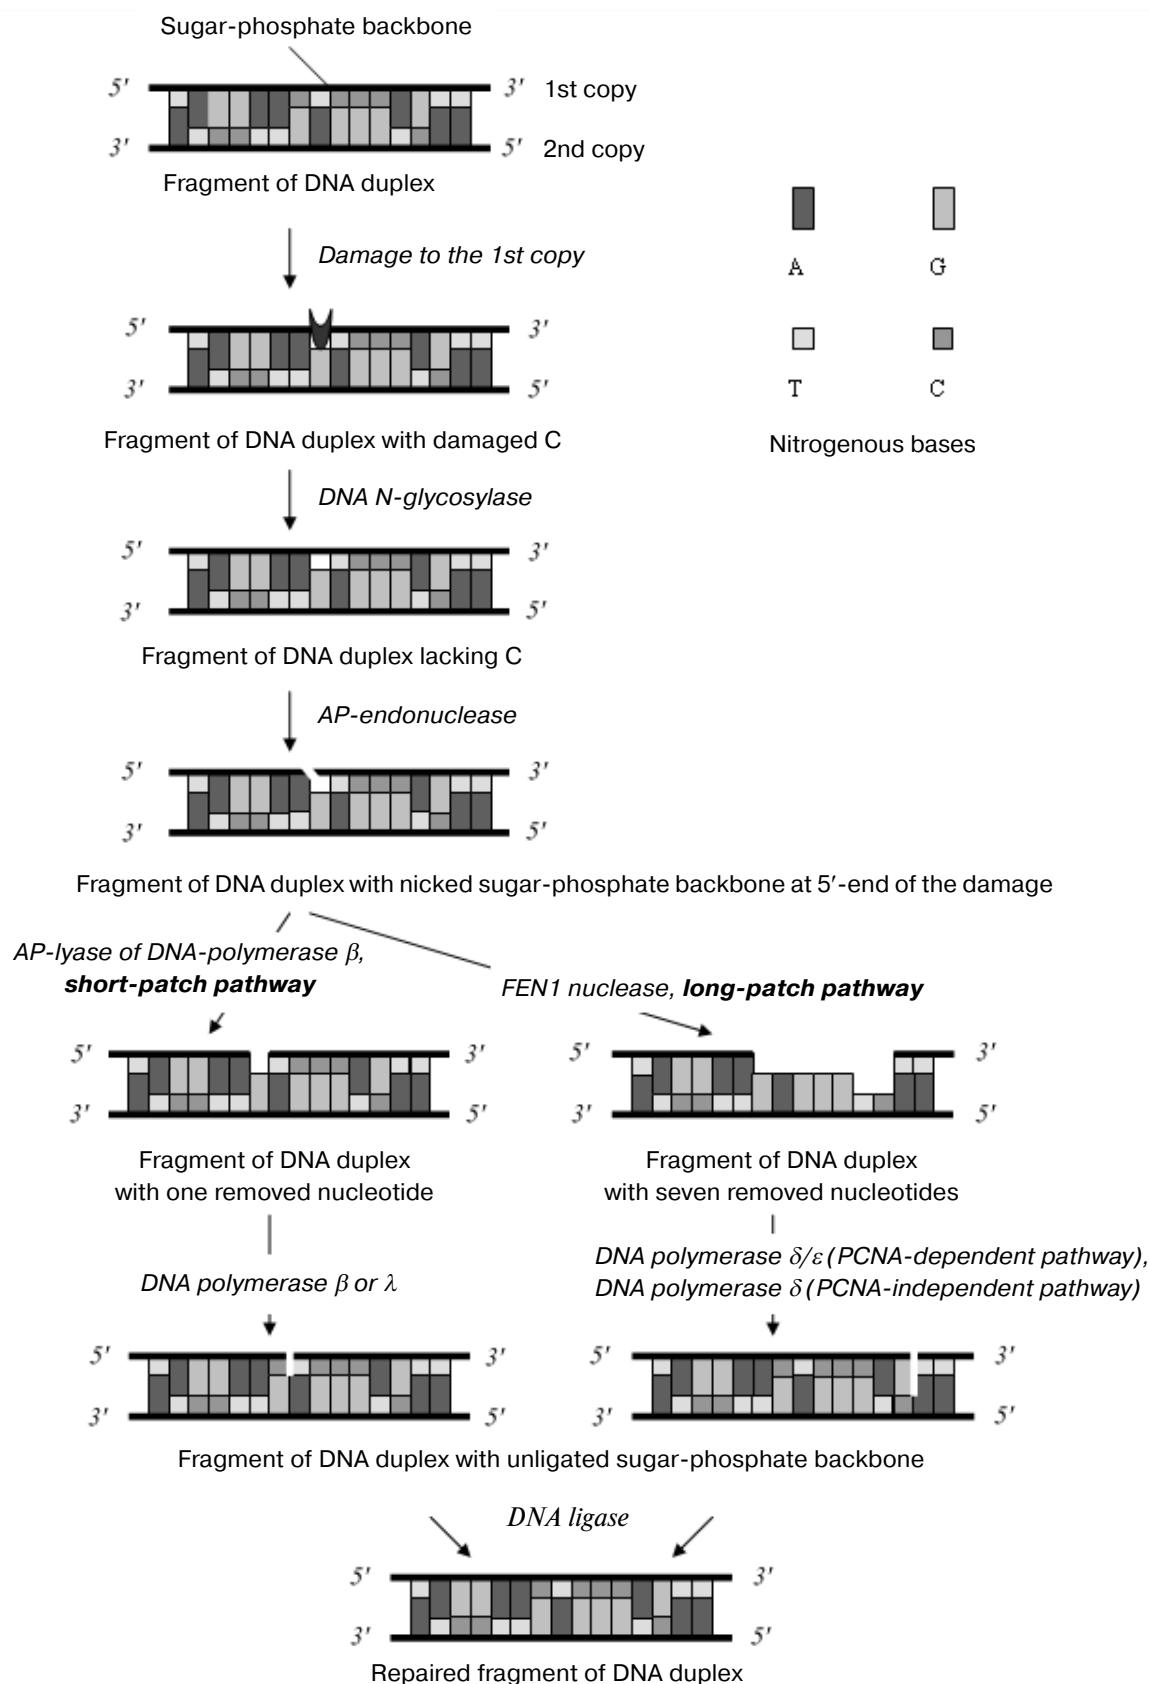 Sugar-phosphate backbone
5′ 3′ 1st copy
3′ 5′ 2nd copy
Fragment of DNA duplex
Damage to the 1st copy
A G
5′ 3′
3′ 5′
T C
Fragment of DNA duplex with damaged C
Nitrogenous bases
DNA N-glycosylase
5′ 3′
3′ 5′
Fragment of DNA duplex lacking C
AP-endonuclease
5′ 3′
3′ 5′
Fragment of DNA duplex with nicked sugar-phosphate backbone at 5′-end of the damage
AP-lyase of DNA-polymerase β,
short-patch pathway
FEN1 nuclease, long-patch pathway
5′ 3′ 5′ 3′
3′ 5′ 3′ 5′
Fragment of DNA duplex
with one removed nucleotide
Fragment of DNA duplex
with seven removed nucleotides
DNA polymerase β or λ
DNA polymerase δ/ε (PCNA-dependent pathway),
DNA polymerase δ (PCNA-independent pathway)
5′ 3′ 5′ 3′
3′ 5′ 3′ 5′
Fragment of DNA duplex with unligated sugar-phosphate backbone
DNA ligase
5′ 3′
3′ 5′
Repaired fragment of DNA duplex